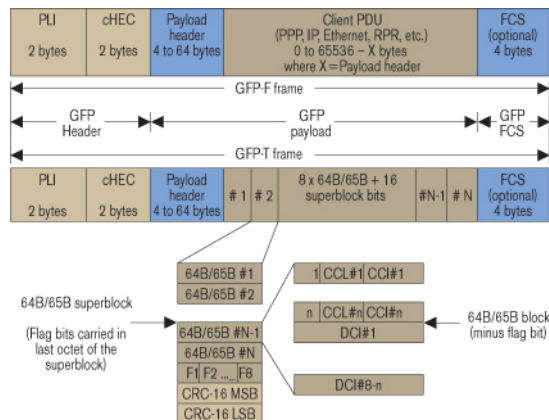 PLI
2 bytes
cHEC
2 bytes
Payload
header
4 to 64 bytes
Client PDU
(PPP, IP, Ethernet, RPR, etc.)
0 to 65536 – X bytes
where X=Payload header
FCS
(optional)
4 bytes
GFP-F frame
GFP
Header
GFP
payload
GFP
FCS
GFP-T frame
PLI
2 bytes
cHEC
2 bytes
Payload
header
4 to 64 bytes
# 1
# 2
8 x 64B/65B + 16
superblock bits
#N-1
# N
FCS
(optional)
4 bytes
64B/65B #1
64B/65B #2
64B/65B superblock
(Flag bits carried in
last octet of the
superblock)
64B/65B #N-1
64B/65B #N
F1 F2 ... F8
CRC-16 MSB
CRC-16 LSB
1 CCL#1 CCI#1
n CCL#n CCI#n
DCI#1
DCI#8-n
64B/65B block
(minus flag bit)